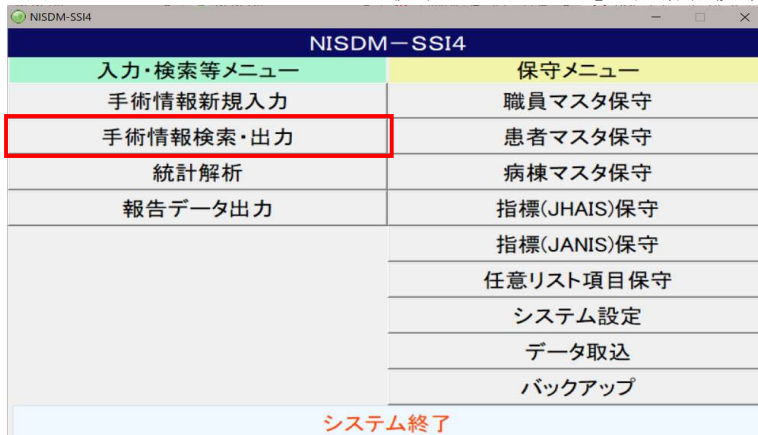 NISDM-SSI4
NISDM－SSI4
入力・検索等メニュー
手術情報新規入力
手術情報検索・出力
統計解析
報告データ出力
保守メニュー
職員マスタ保守
患者マスタ保守
病棟マスタ保守
指標(JHAIS)保守
指標(JANIS)保守
任意リスト項目保守
システム設定
データ取込
バックアップ
システム終了